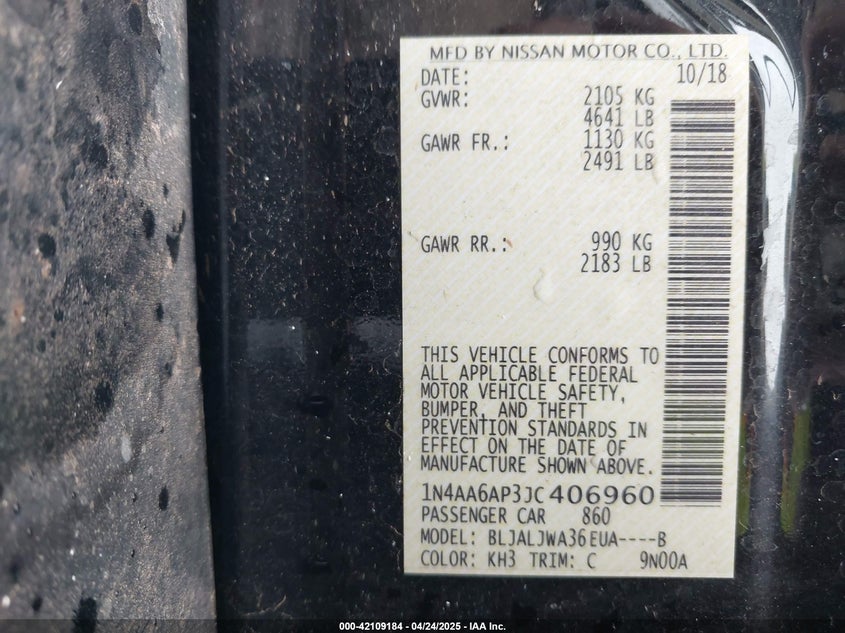 MFD BY NISSAN MOTOR CO., LTD.
DATE: 10/18
GVWR: 2105 KG
4641 LB
GAWR FR.: 1130 KG
2491 LB
GAWR RR.: 990 KG
2183 LB
THIS VEHICLE CONFORMS TO
ALL APPLICABLE FEDERAL
MOTOR VEHICLE SAFETY,
BUMPER, AND THEFT
PREVENTION STANDARDS IN
EFFECT ON THE DATE OF
MANUFACTURE SHOWN ABOVE.
1N4AA6AP3JC406960
PASSENGER CAR 860
MODEL: BLJALJWA36EUA----B
COLOR: KH3 TRIM: C 9N00A
000-42109184 - 04/24/2025 - IAA Inc.